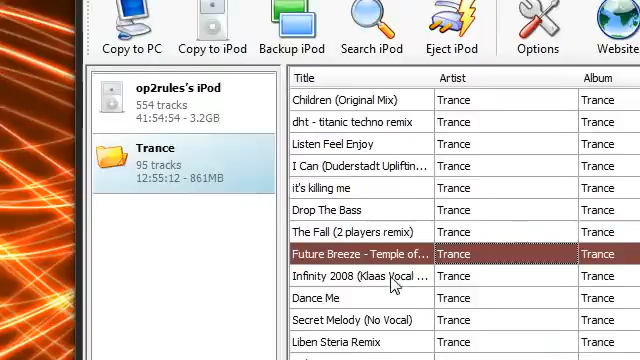 Copy to PC Copy to iPod Backup iPod Search iPod Eject iPod Options Website
op2rules's iPod
554 tracks
41:54:54 - 3.2GB
Trance
95 tracks
12:55:12 - 861MB
Title Artist Album
Children (Original Mix) Trance Trance
dht - titanic techno remix Trance Trance
Listen Feel Enjoy Trance Trance
I Can (Duderstadt Upliftin... Trance Trance
it's killing me Trance Trance
Drop The Bass Trance Trance
The Fall (2 players remix) Trance Trance
Future Breeze - Temple of... Trance Trance
Infinity 2008 (Klaas Vocal ... Trance Trance
Dance Me Trance Trance
Secret Melody (No Vocal) Trance Trance
Liben Steria Remix Trance Trance